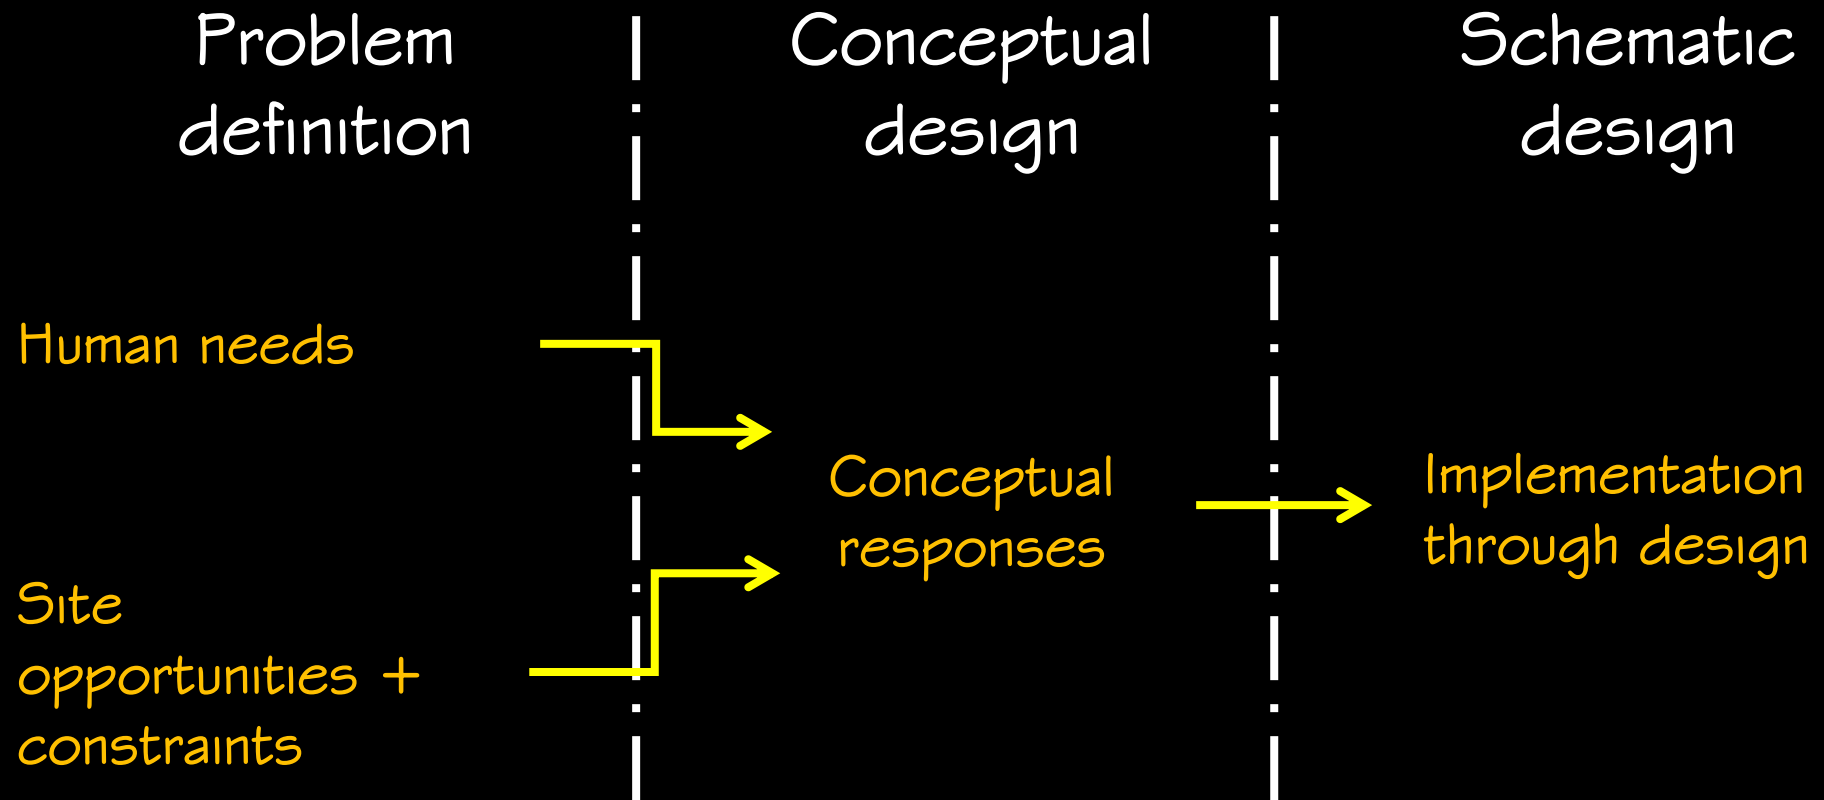 Problem
definition
Conceptual
design
Schematic
design
Human needs
Site
opportunities +
constraints
Conceptual
responses
Implementation
through design